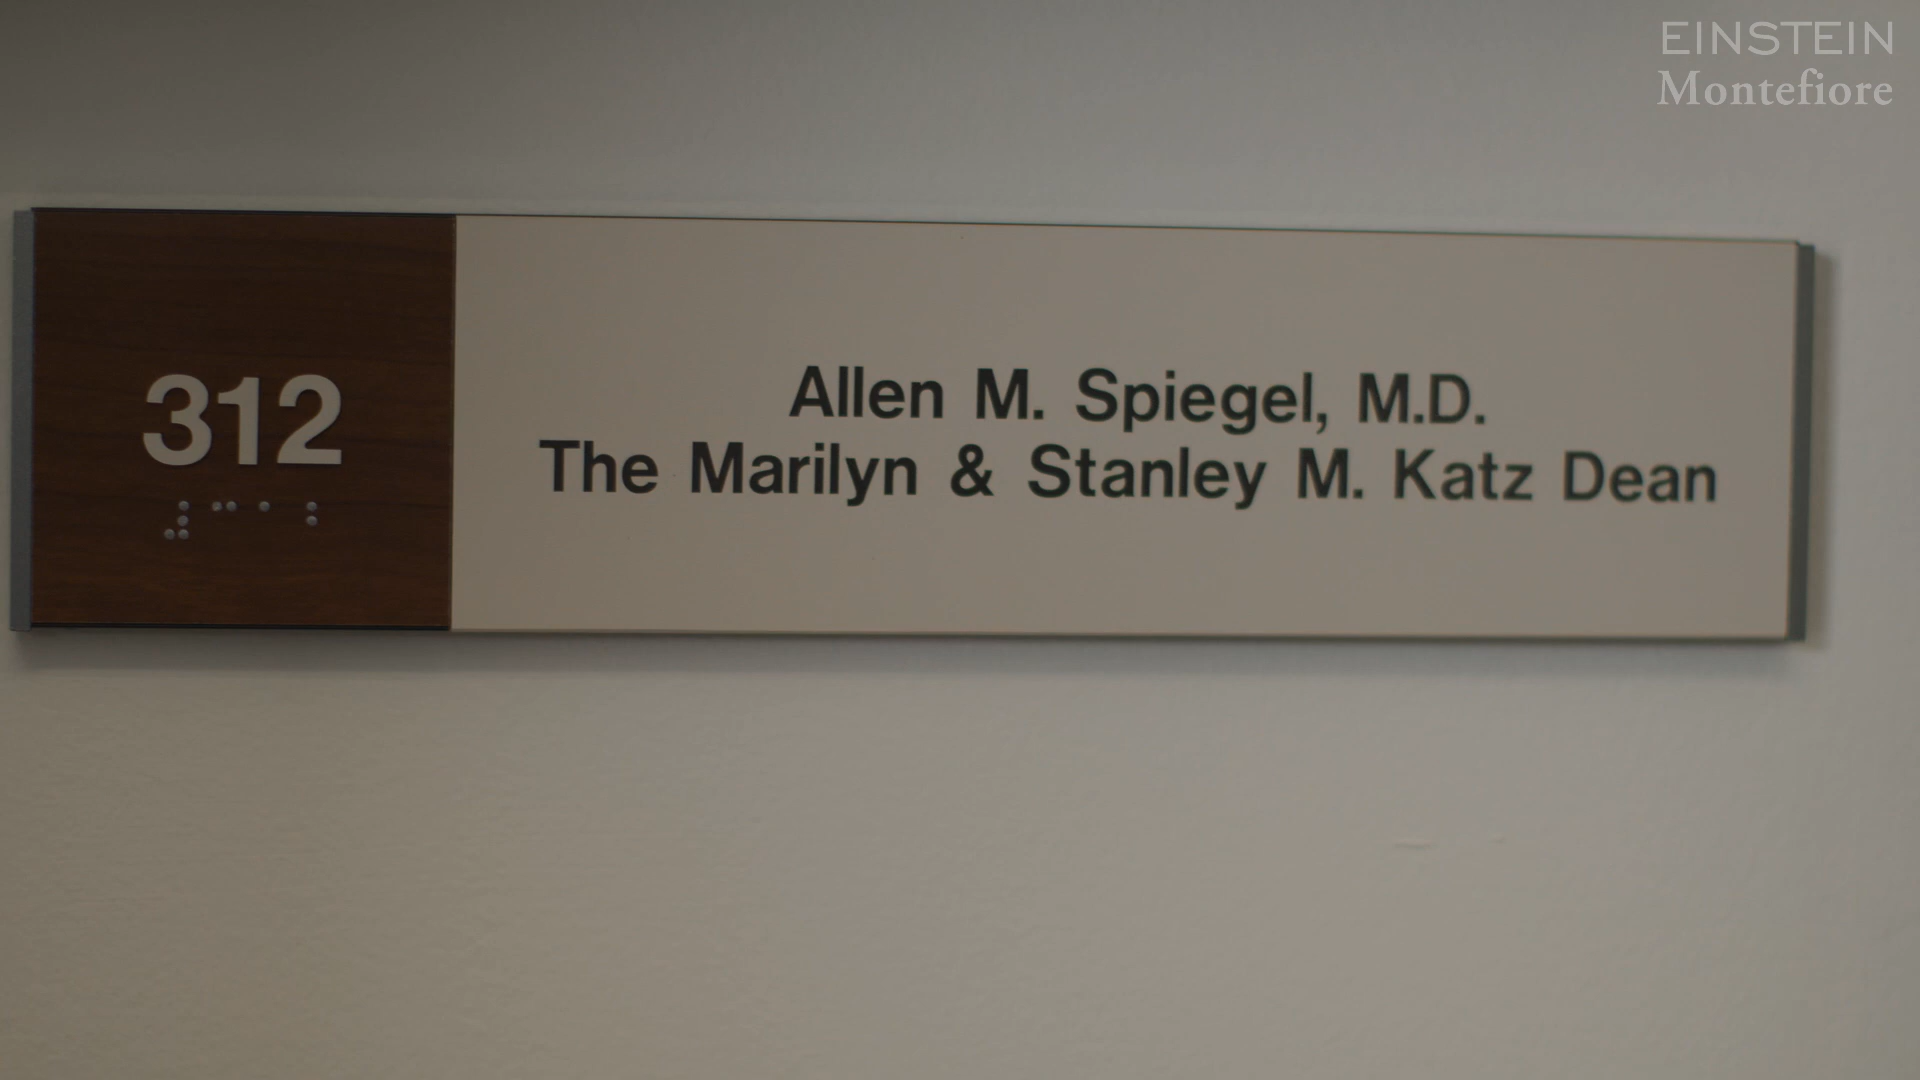 EINSTEIN
Montefiore
312
⠼⠉⠁⠃
Allen M. Spiegel, M.D.
The Marilyn & Stanley M. Katz Dean